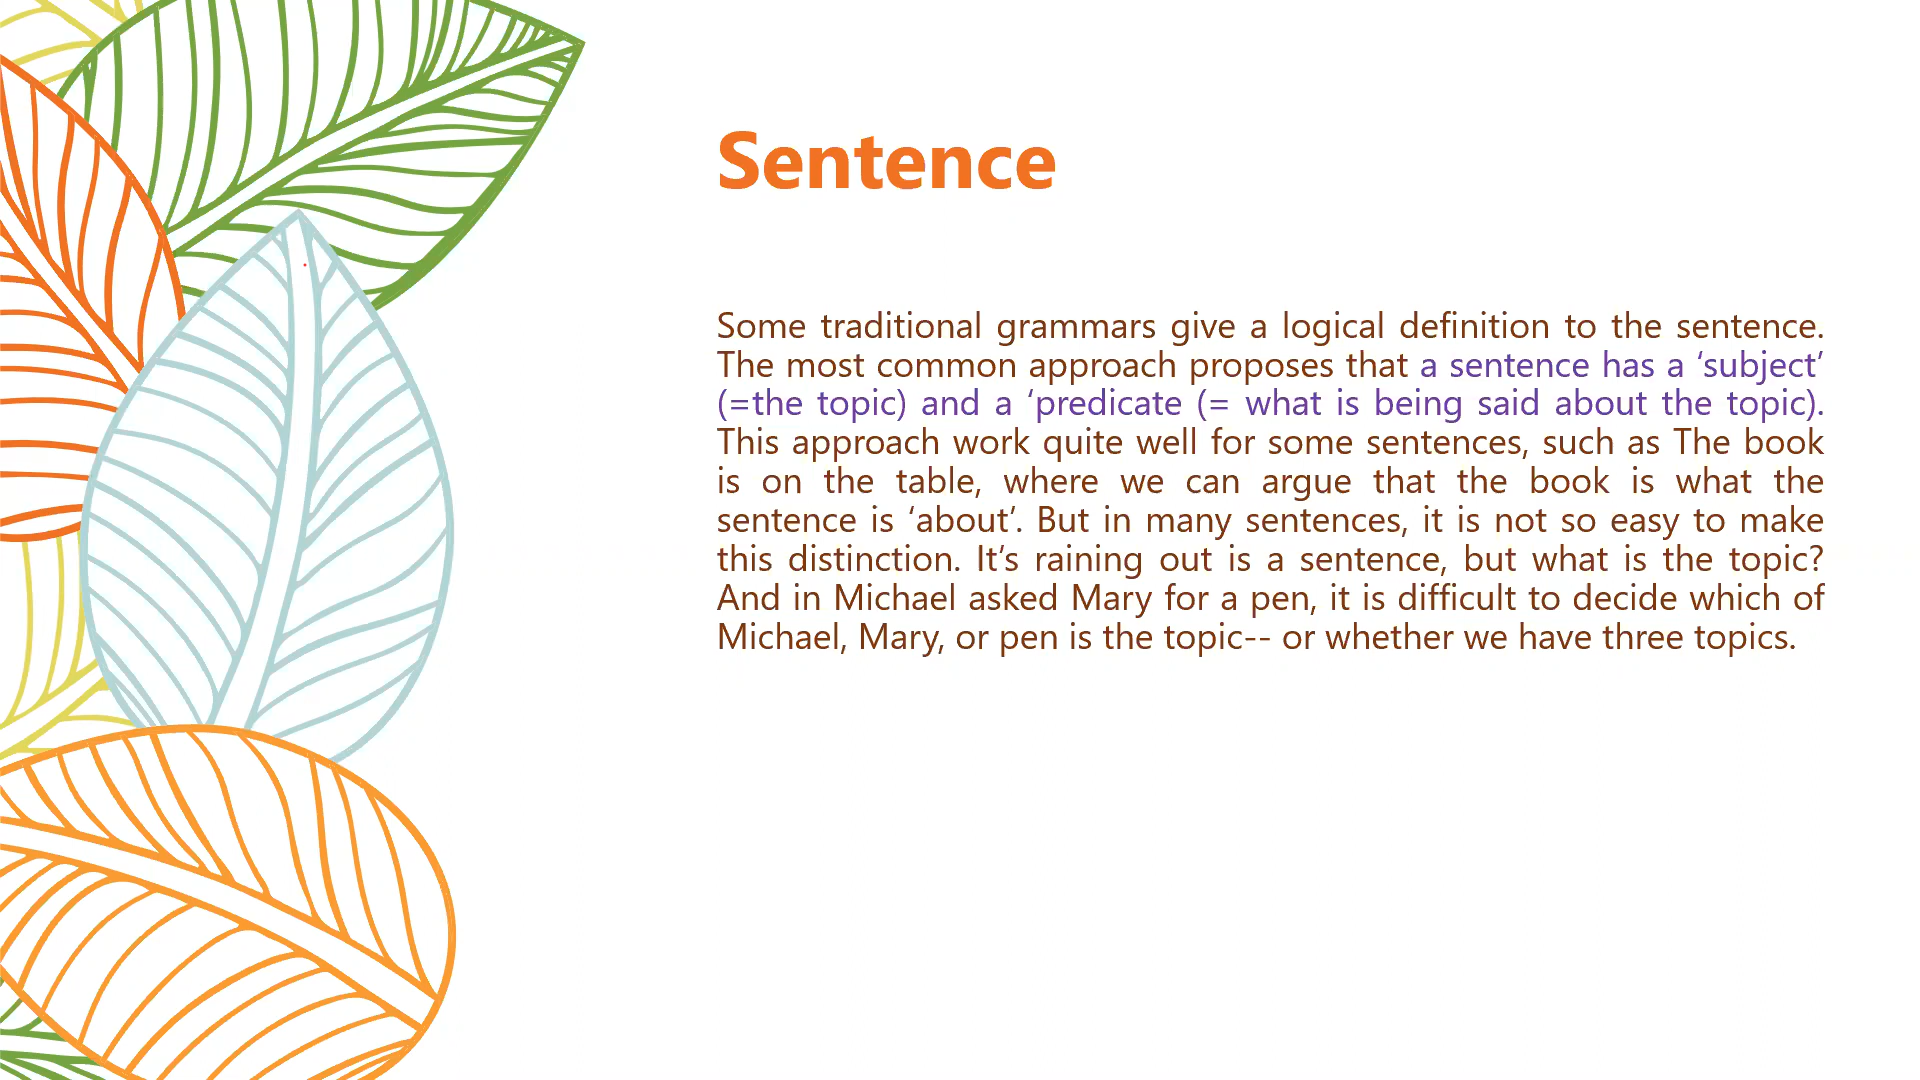 Sentence
Some traditional grammars give a logical definition to the sentence.
The most common approach proposes that a sentence has a ‘subject’
(=the topic) and a ‘predicate (= what is being said about the topic).
This approach work quite well for some sentences, such as The book
is on the table, where we can argue that the book is what the
sentence is ‘about’. But in many sentences, it is not so easy to make
this distinction. It’s raining out is a sentence, but what is the topic?
And in Michael asked Mary for a pen, it is difficult to decide which of
Michael, Mary, or pen is the topic-- or whether we have three topics.